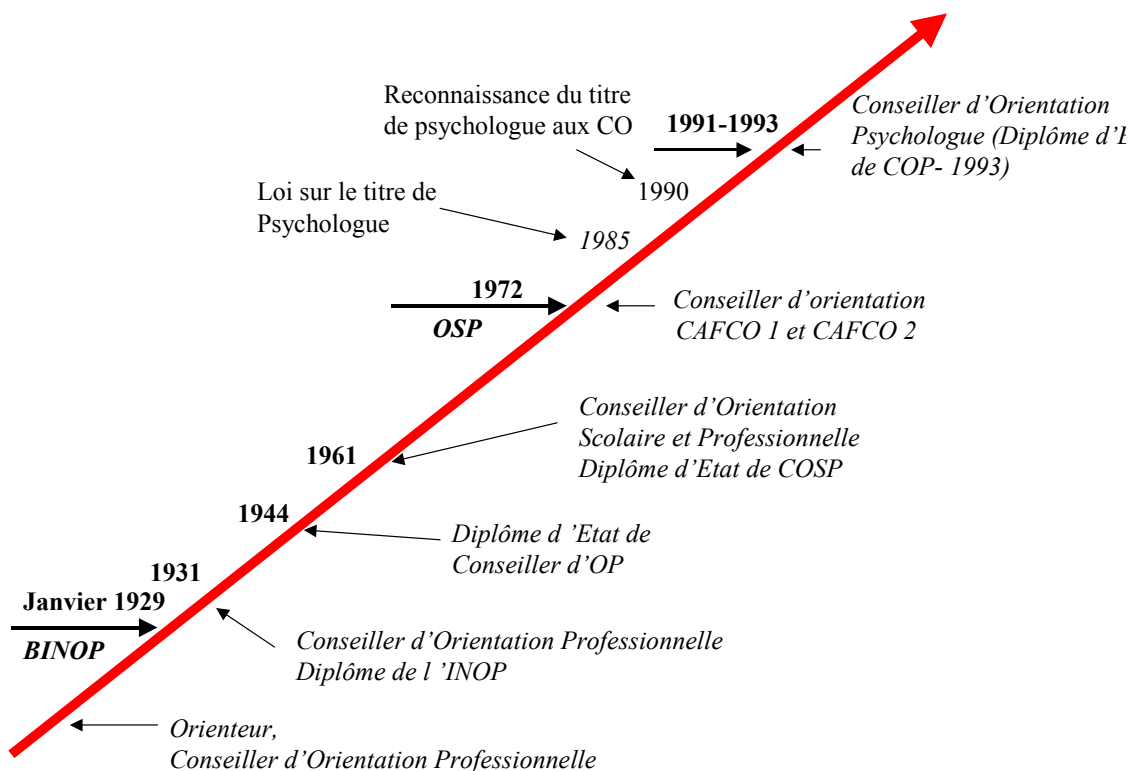 Reconnaissance du titre
de psychologue aux CO
1991-1993
Conseiller d’Orientation
Psychologue (Diplôme d’E
de COP- 1993)
1990
Loi sur le titre de
Psychologue
1985
1972
OSP
Conseiller d’orientation
CAFCO 1 et CAFCO 2
Conseiller d’Orientation
Scolaire et Professionnelle
Diplôme d’Etat de COSP
1961
1944
Diplôme d ’Etat de
Conseiller d’OP
1931
Janvier 1929
BINOP
Conseiller d’Orientation Professionnelle
Diplôme de l ’INOP
Orienteur,
Conseiller d’Orientation Professionnelle